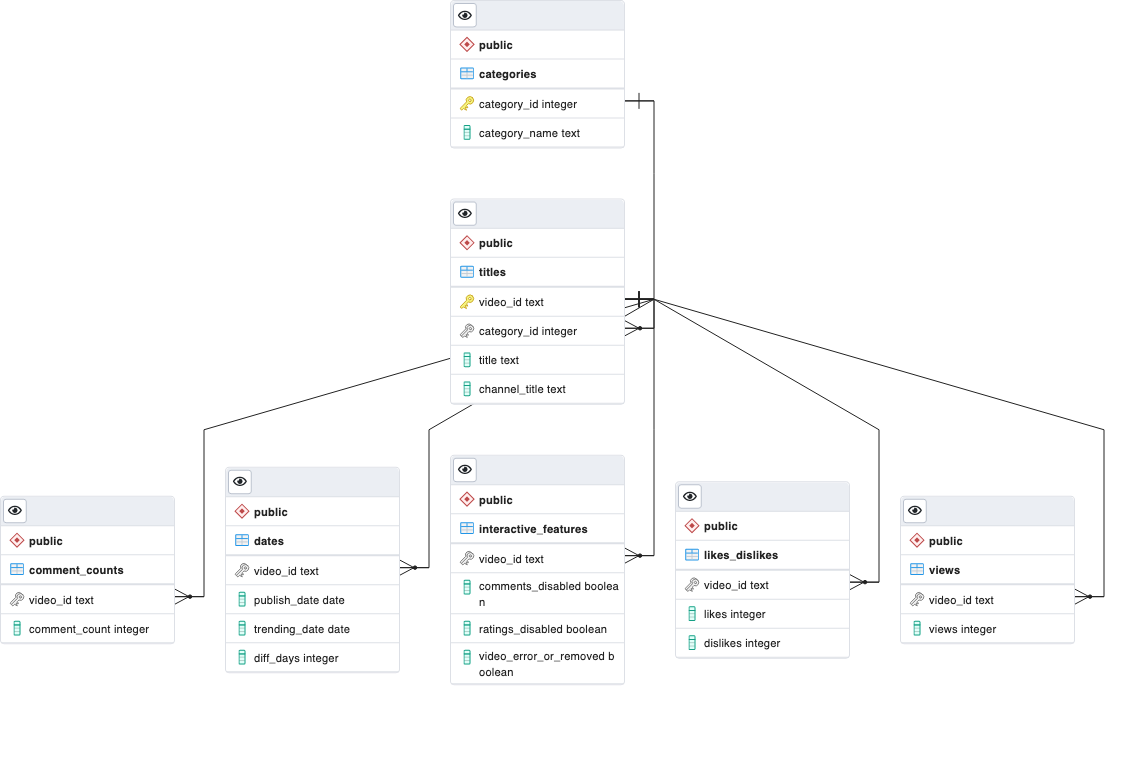 public
categories
category_id integer
category_name text
public
titles
video_id text
category_id integer
title text
channel_title text
public
comment_counts
video_id text
comment_count integer
public
dates
video_id text
publish_date date
trending_date date
diff_days integer
public
interactive_features
video_id text
comments_disabled boolea
n
ratings_disabled boolean
video_error_or_removed b
oolean
public
likes_dislikes
video_id text
likes integer
dislikes integer
public
views
video_id text
views integer